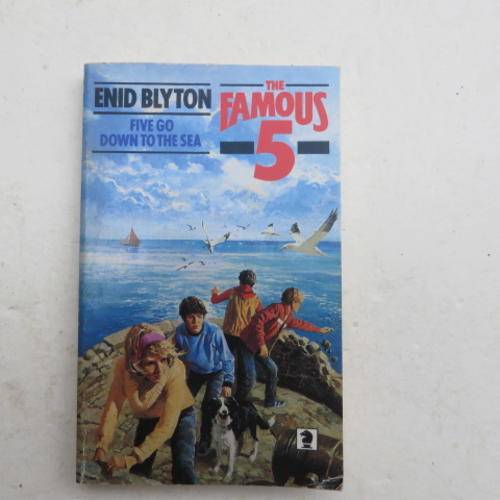 ENID BLYTON
FIVE GO
DOWN TO THE SEA
THE
FAMOUS
5